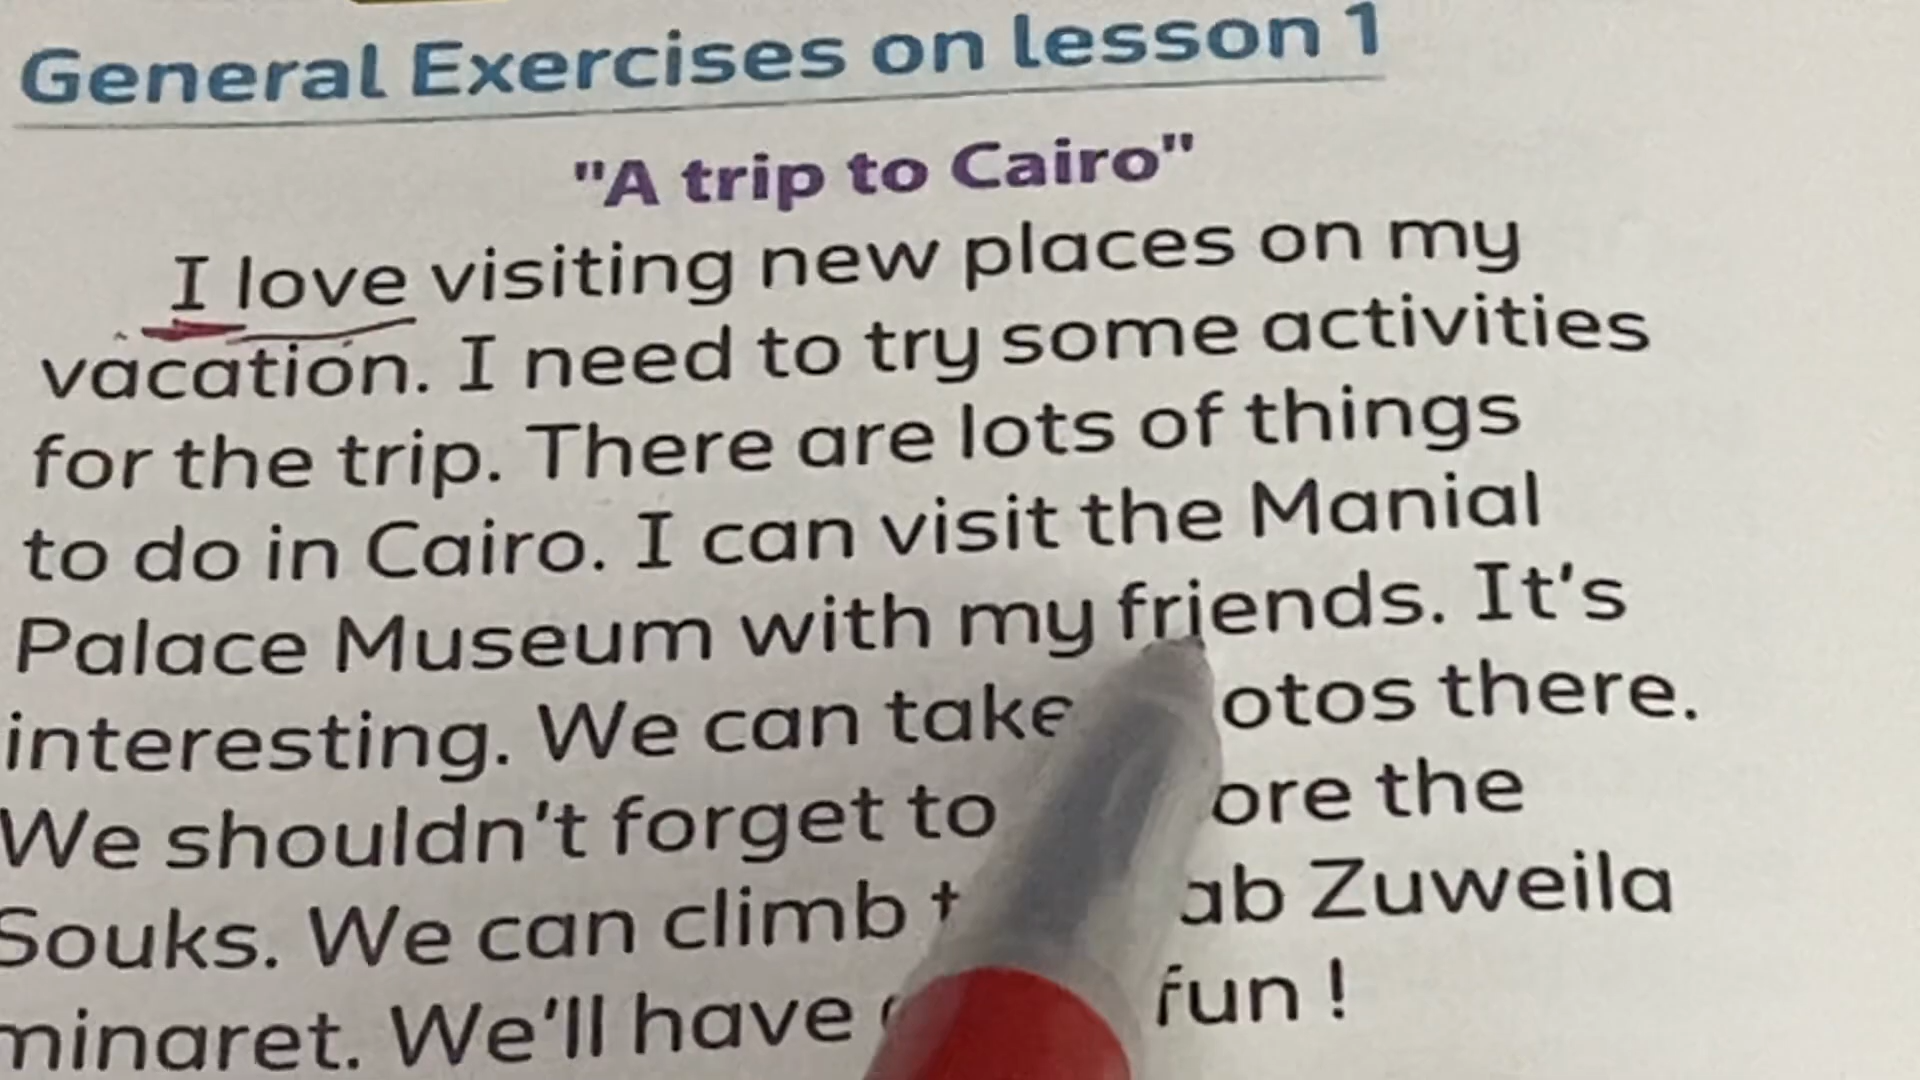 General Exercises on lesson 1
"A trip to Cairo"
I love visiting new places on my
vacation. I need to try some activities
for the trip. There are lots of things
to do in Cairo. I can visit the Manial
Palace Museum with my friends. It's
interesting. We can take there.
We shouldn't forget to the
Souks. We can climb Zuweila
minaret. We'll have fun !